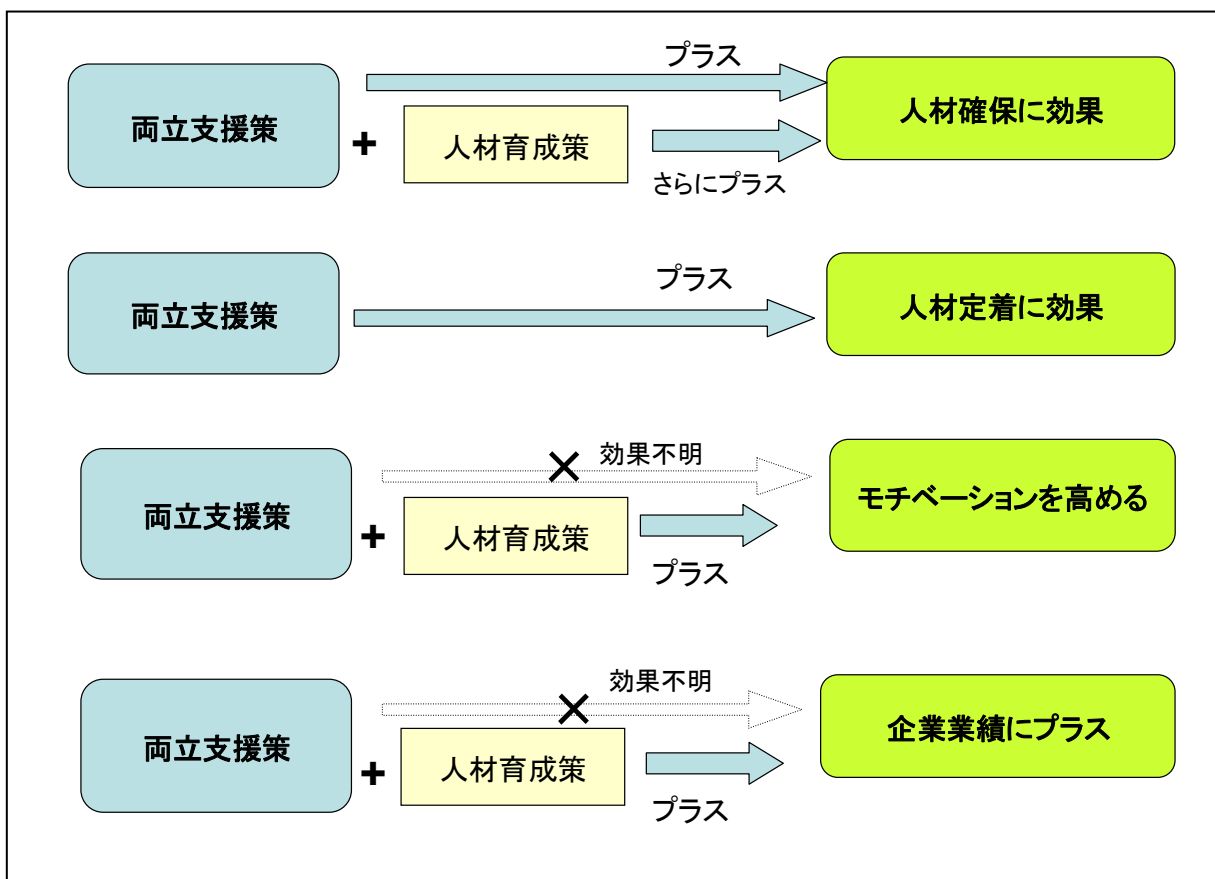 プラス
両立支援策
+
人材育成策
さらにプラス
人材確保に効果
両立支援策
プラス
人材定着に効果
効果不明
両立支援策
+
人材育成策
プラス
モチベーションを高める
効果不明
両立支援策
+
人材育成策
プラス
企業業績にプラス